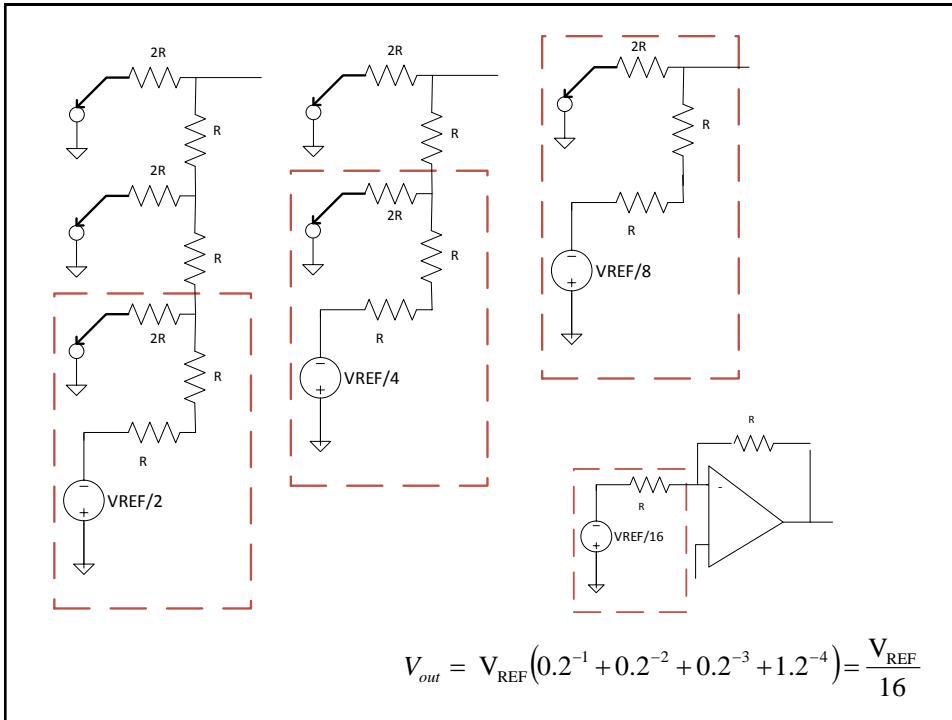 2R
R
2R
R
2R
R
R
−
+
VREF/2
2R
R
2R
R
R
−
+
VREF/4
2R
R
R
−
+
VREF/8
R
R
-
−
+
VREF/16
V_out = V_REF(0.2⁻¹ + 0.2⁻² + 0.2⁻³ + 1.2⁻⁴) = V_REF/16